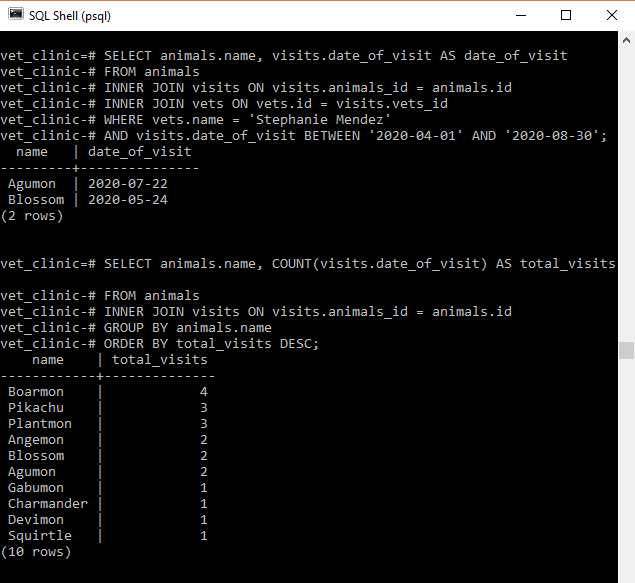 SQL Shell (psql)
vet_clinic=# SELECT animals.name, visits.date_of_visit AS date_of_visit
vet_clinic-# FROM animals
vet_clinic-# INNER JOIN visits ON visits.animals_id = animals.id
vet_clinic-# INNER JOIN vets ON vets.id = visits.vets_id
vet_clinic-# WHERE vets.name = 'Stephanie Mendez'
vet_clinic-# AND visits.date_of_visit BETWEEN '2020-04-01' AND '2020-08-30';
  name   | date_of_visit
---------+---------------
 Agumon  | 2020-07-22
 Blossom | 2020-05-24
(2 rows)
vet_clinic=# SELECT animals.name, COUNT(visits.date_of_visit) AS total_visits
vet_clinic-# FROM animals
vet_clinic-# INNER JOIN visits ON visits.animals_id = animals.id
vet_clinic-# GROUP BY animals.name
vet_clinic-# ORDER BY total_visits DESC;
    name    | total_visits
------------+--------------
 Boarmon    |            4
 Pikachu    |            3
 Plantmon   |            3
 Angemon    |            2
 Blossom    |            2
 Agumon     |            2
 Gabumon    |            1
 Charmander |            1
 Devimon    |            1
 Squirtle   |            1
(10 rows)